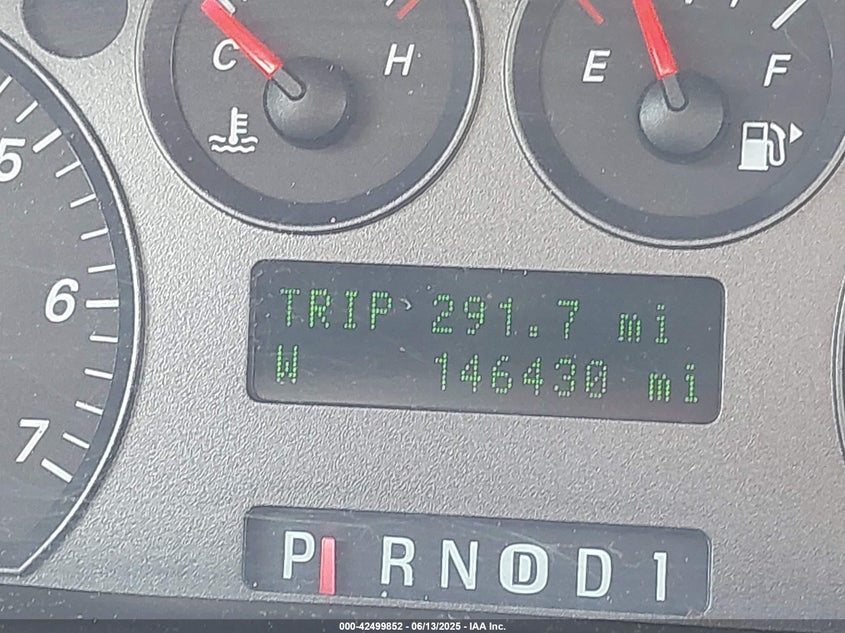 C H
E F
5
6
7
TRIP 291.7 mi
W 146430 mi
P R N D D 1
000-42499852 - 06/13/2025 - IAA Inc.